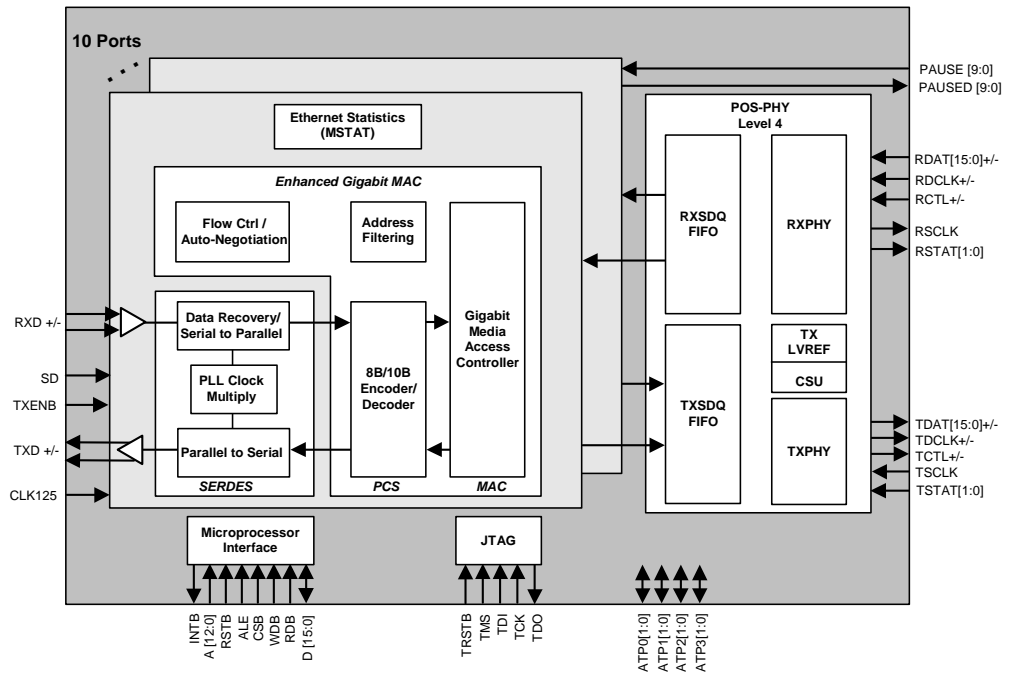 10 Ports
PAUSE [9:0]
PAUSED [9:0]
Ethernet Statistics
(MSTAT)
POS-PHY
Level 4
Enhanced Gigabit MAC
Flow Ctrl /
Auto-Negotiation
Address
Filtering
RXSDQ
FIFO
RXPHY
RDAT[15:0]+/-
RDCLK+/-
RCTL+/-
RSCLK
RSTAT[1:0]
RXD +/-
SD
TXENB
TXD +/-
CLK125
Data Recovery/
Serial to Parallel
PLL Clock
Multiply
Parallel to Serial
SERDES
8B/10B
Encoder/
Decoder
PCS
Gigabit
Media
Access
Controller
MAC
TX
LVREF
CSU
TXSDQ
FIFO
TXPHY
TDAT[15:0]+/-
TDCLK+/-
TCTL+/-
TSCLK
TSTAT[1:0]
Microprocessor
Interface
JTAG
INTB
A [12:0]
RSTB
ALE
CSB
WDB
RDB
D [15:0]
TRSTB
TMS
TDI
TCK
TDO
ATP0[1:0]
ATP1[1:0]
ATP2[1:0]
ATP3[1:0]